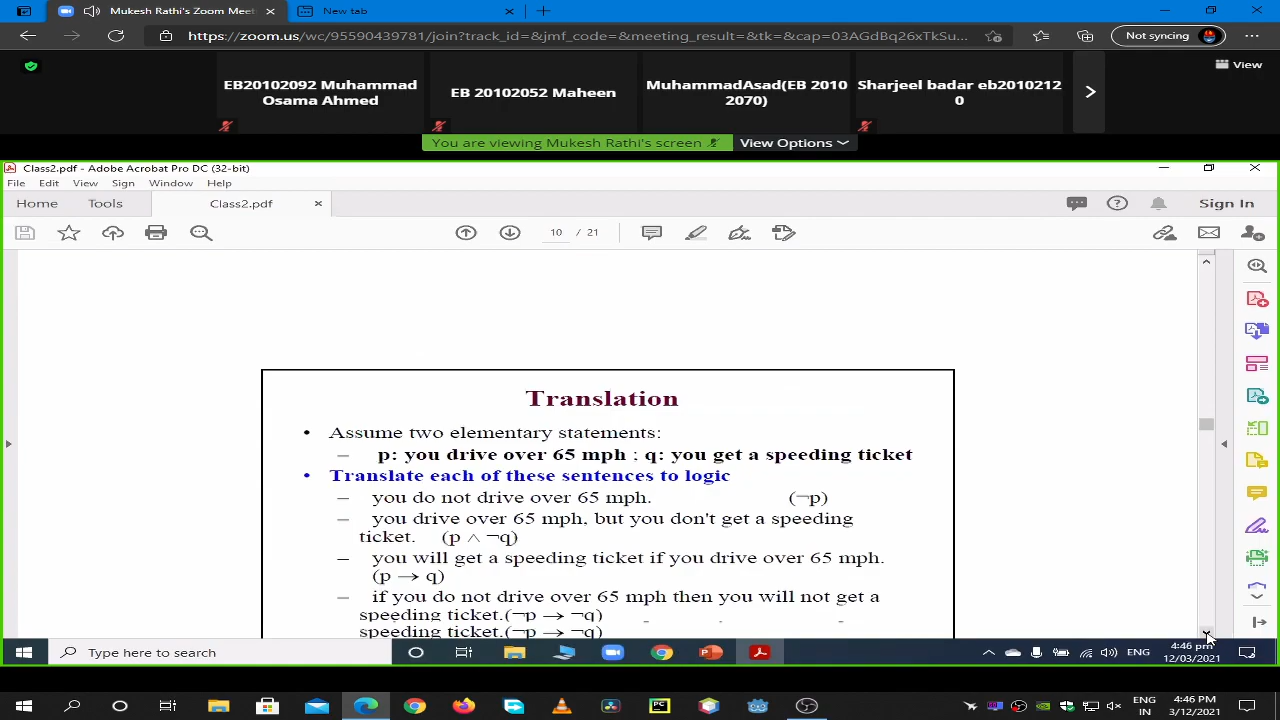 Mukesh Rathi's Zoom Meet
New tab
https://zoom.us/wc/95590439781/join?track_id=&jmf_code=&meeting_result=&tk=&cap=03AGdBq26xTkSu...
Not syncing
EB20102092 Muhammad
Osama Ahmed
EB 20102052 Maheen
MuhammadAsad(EB 2010
2070)
Sharjeel badar eb2010212
0
View
You are viewing Mukesh Rathi's screen
View Options
Class2.pdf - Adobe Acrobat Pro DC (32-bit)
File Edit View Sign Window Help
Home Tools Class2.pdf
Sign In
10 / 21
Translation
• Assume two elementary statements:
– p: you drive over 65 mph ; q: you get a speeding ticket
• Translate each of these sentences to logic
– you do not drive over 65 mph. (¬p)
– you drive over 65 mph, but you don't get a speeding
ticket. (p ∧ ¬q)
– you will get a speeding ticket if you drive over 65 mph.
(p → q)
– if you do not drive over 65 mph then you will not get a
speeding ticket.(¬p → ¬q)
speeding ticket.(¬p → ¬q)
Type here to search
ENG
4:46 pm
12/03/2021
PC
ENG
IN
4:46 PM
3/12/2021